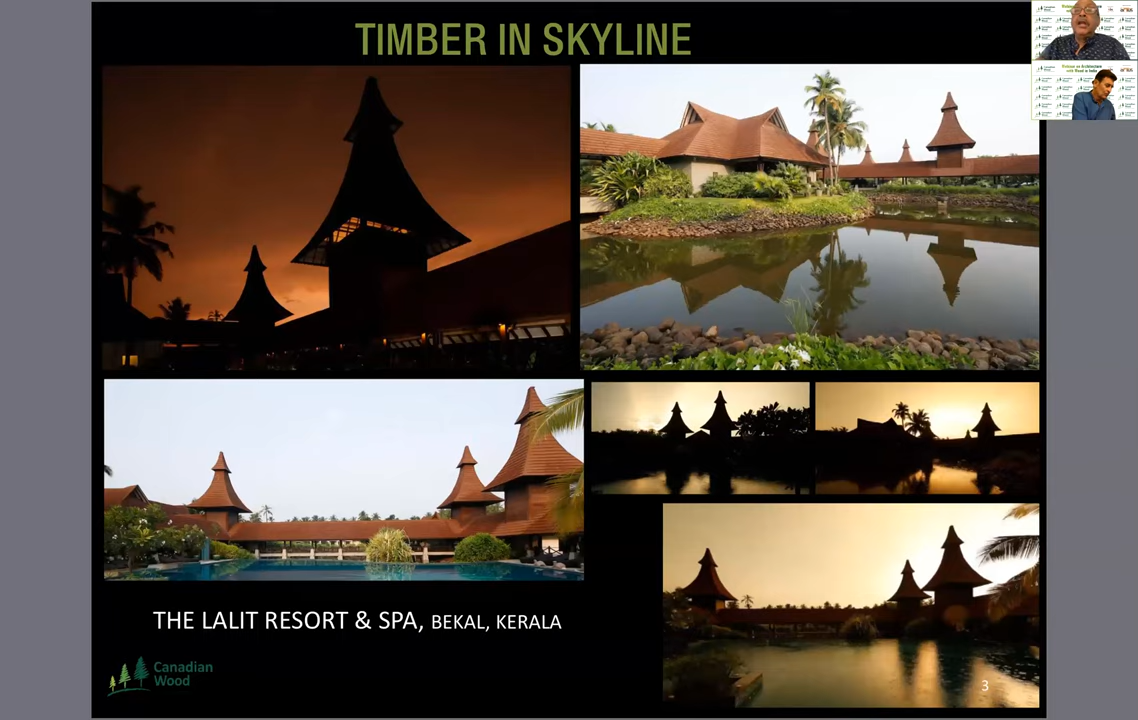 TIMBER IN SKYLINE
THE LALIT RESORT & SPA, BEKAL, KERALA
Canadian
Wood
3